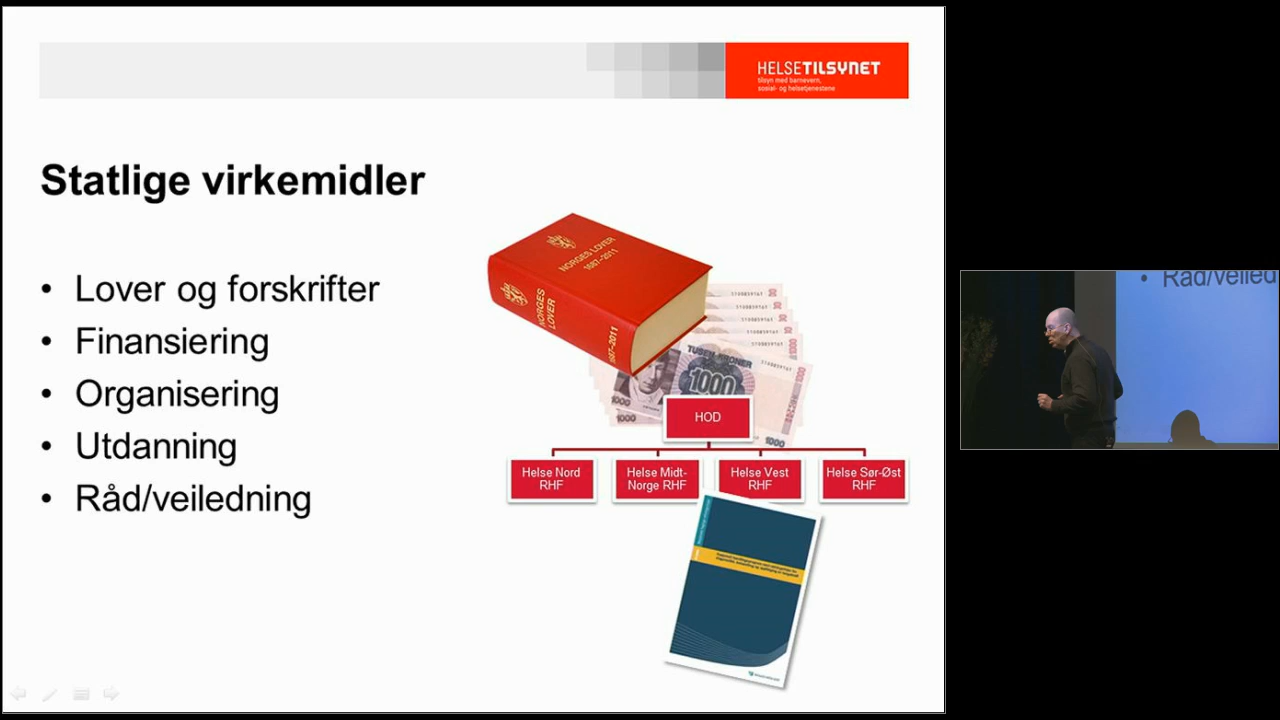 HELSETILSYNET
tilsyn med barnevern,
sosial- og helsetjenestene
Statlige virkemidler
• Lover og forskrifter
• Finansiering
• Organisering
• Utdanning
• Råd/veiledning
NORGES LOVER
1687-2011
NORGES
LOVER
1687-2011
TUSEN KRONER
1000
1000
1000
1000
HOD
Helse Nord
RHF
Helse Midt-
Norge RHF
Helse Vest
RHF
Helse Sør-Øst
RHF
• Råd/veiled